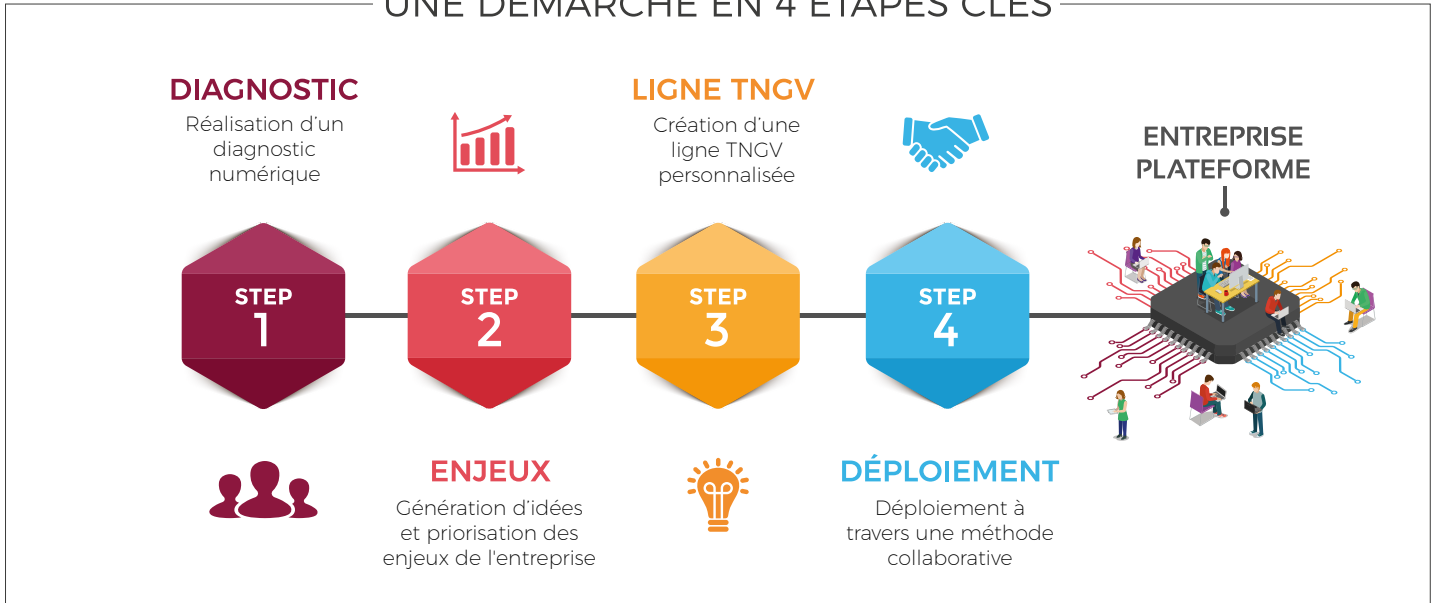 UNE DÉMARCHE EN 4 ÉTAPES CLÉS
DIAGNOSTIC
Réalisation d’un
diagnostic
numérique
LIGNE TNGV
Création d’une
ligne TNGV
personnalisée
ENTREPRISE
PLATEFORME
STEP
1
STEP
2
STEP
3
STEP
4
ENJEUX
Génération d’idées
et priorisation des
enjeux de l'entreprise
DÉPLOIEMENT
Déploiement à
travers une méthode
collaborative